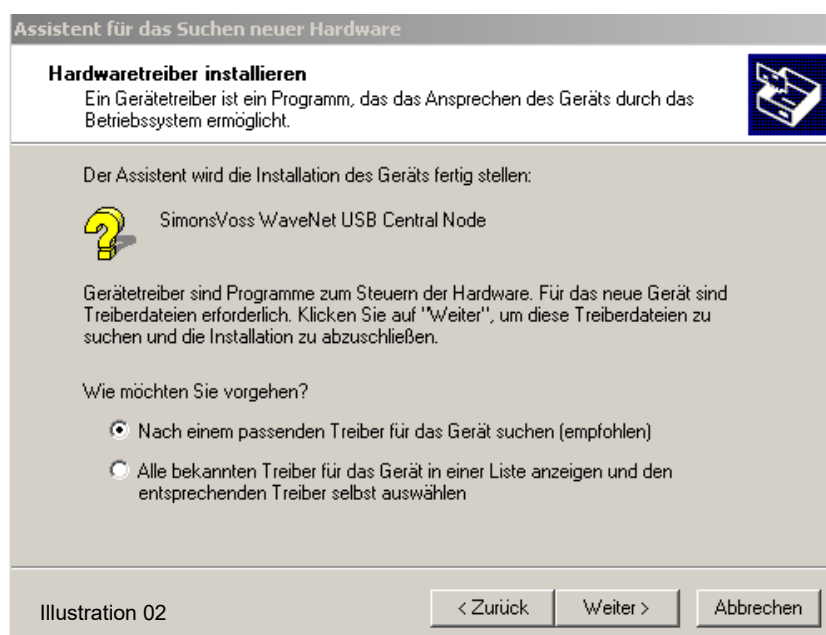 Assistent für das Suchen neuer Hardware
Hardwaretreiber installieren
Ein Gerätetreiber ist ein Programm, das das Ansprechen des Geräts durch das
Betriebssystem ermöglicht.
Der Assistent wird die Installation des Geräts fertig stellen:
SimonsVoss WaveNet USB Central Node
Gerätetreiber sind Programme zum Steuern der Hardware. Für das neue Gerät sind
Treiberdateien erforderlich. Klicken Sie auf "Weiter", um diese Treiberdateien zu
suchen und die Installation zu abzuschließen.
Wie möchten Sie vorgehen?
Nach einem passenden Treiber für das Gerät suchen (empfohlen)
Alle bekannten Treiber für das Gerät in einer Liste anzeigen und den
entsprechenden Treiber selbst auswählen
Illustration 02
< Zurück
Weiter >
Abbrechen